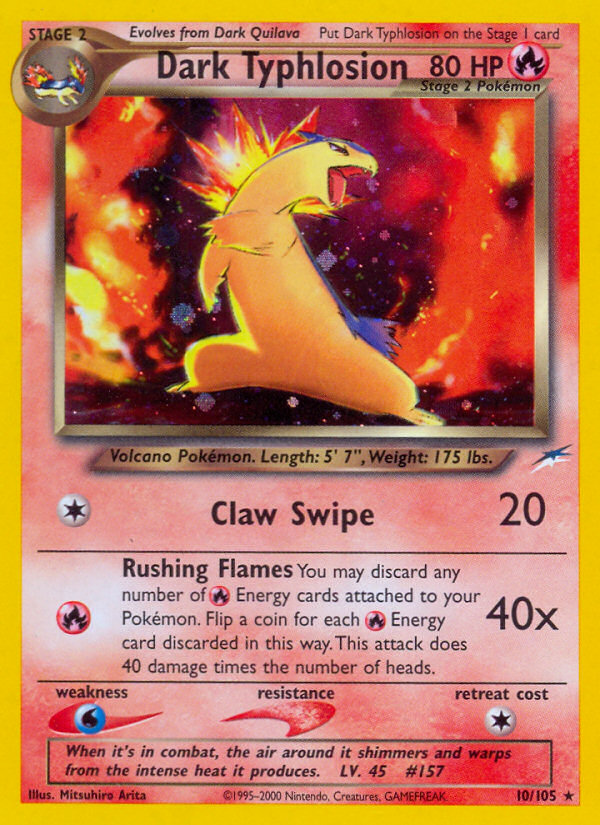 STAGE 2 Evolves from Dark Quilava Put Dark Typhlosion on the Stage 1 card
Dark Typhlosion 80 HP
Stage 2 Pokémon
Volcano Pokémon. Length: 5' 7", Weight: 175 lbs.
Claw Swipe 20
Rushing Flames You may discard any
number of Energy cards attached to your
Pokémon. Flip a coin for each Energy
card discarded in this way. This attack does
40 damage times the number of heads.
40x
weakness resistance retreat cost
When it's in combat, the air around it shimmers and warps
from the intense heat it produces. LV. 45 #157
Illus. Mitsuhiro Arita ©1995-2000 Nintendo, Creatures, GAMEFREAK. 10/105 ★